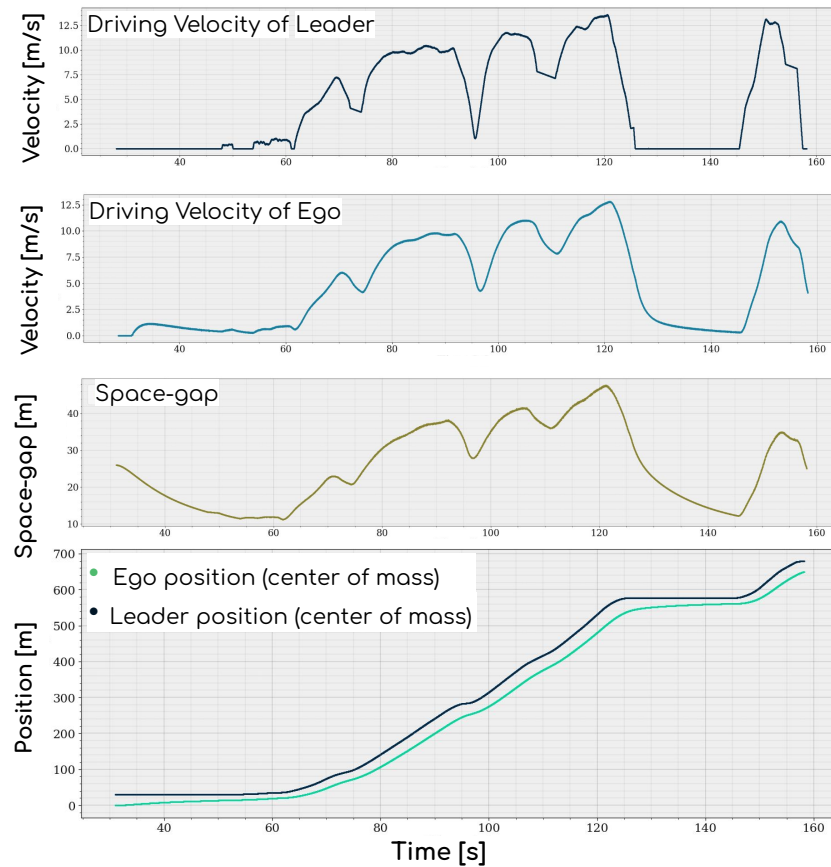 Driving Velocity of Leader
Velocity [m/s]
12.5
10.0
7.5
5.0
2.5
0.0
40 60 80 100 120 140 160
Driving Velocity of Ego
Velocity [m/s]
12.5
10.0
7.5
5.0
2.5
0.0
40 60 80 100 120 140 160
Space-gap
Space-gap [m]
40
30
20
10
40 60 80 100 120 140 160
Ego position (center of mass)
Leader position (center of mass)
Position [m]
700
600
500
400
300
200
100
0
40 60 80 100 120 140 160
Time [s]